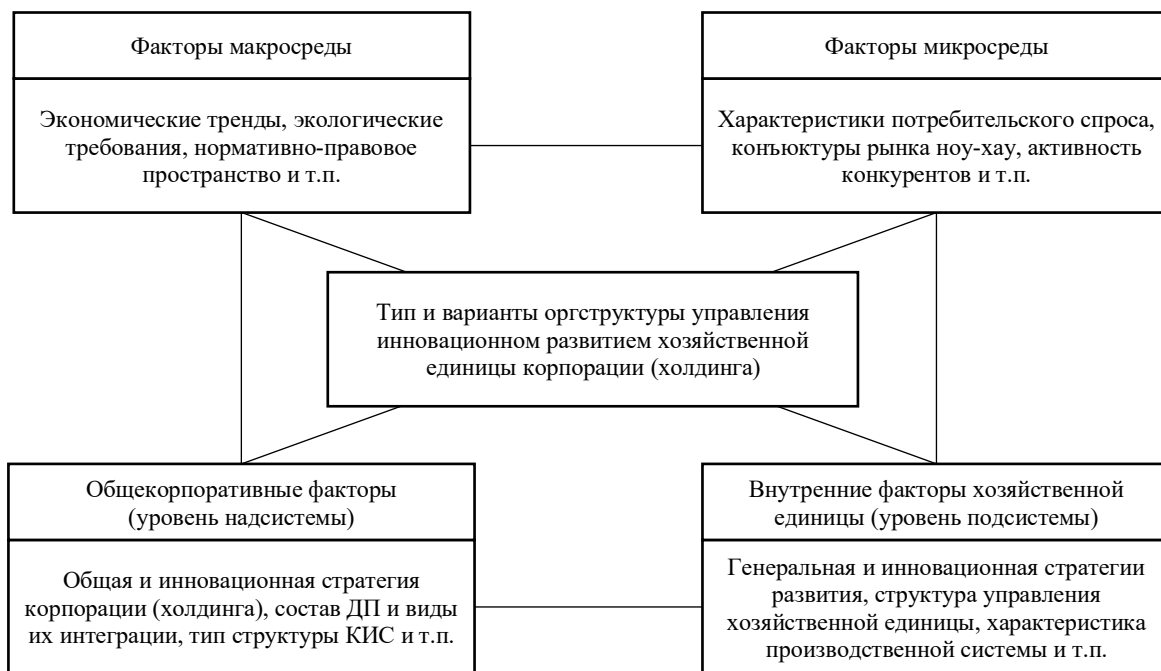 Факторы макросреды
Экономические тренды, экологические
требования, нормативно-правовое
пространство и т.п.
Факторы микросреды
Характеристики потребительского спроса,
конъюктуры рынка ноу-хау, активность
конкурентов и т.п.
Тип и варианты оргструктуры управления
инновационном развитием хозяйственной
единицы корпорации (холдинга)
Общекорпоративные факторы
(уровень надсистемы)
Общая и инновационная стратегия
корпорации (холдинга), состав ДП и виды
их интеграции, тип структуры КИС и т.п.
Внутренние факторы хозяйственной
единицы (уровень подсистемы)
Генеральная и инновационная стратегии
развития, структура управления
хозяйственной единицы, характеристика
производственной системы и т.п.